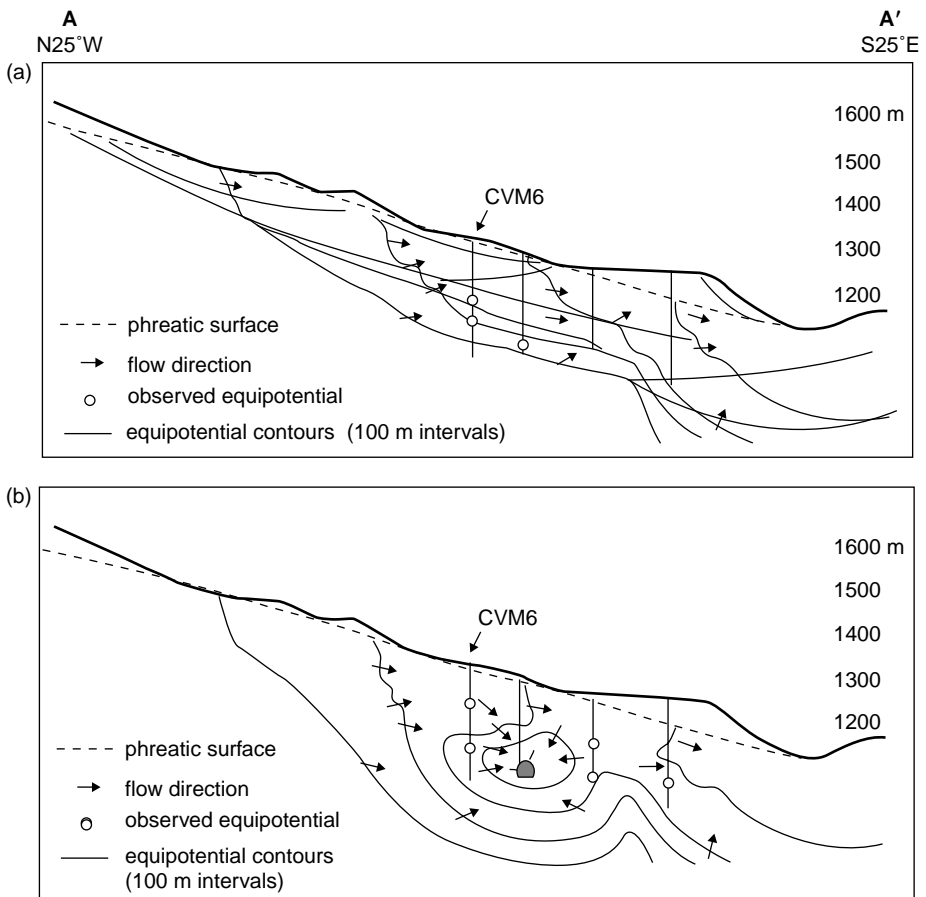 A
N25°W
A′
S25°E
(a)
1600 m
1500
1400
CVM6
1300
1200
phreatic surface
flow direction
observed equipotential
equipotential contours (100 m intervals)
(b)
1600 m
1500
1400
CVM6
1300
1200
phreatic surface
flow direction
observed equipotential
equipotential contours
(100 m intervals)